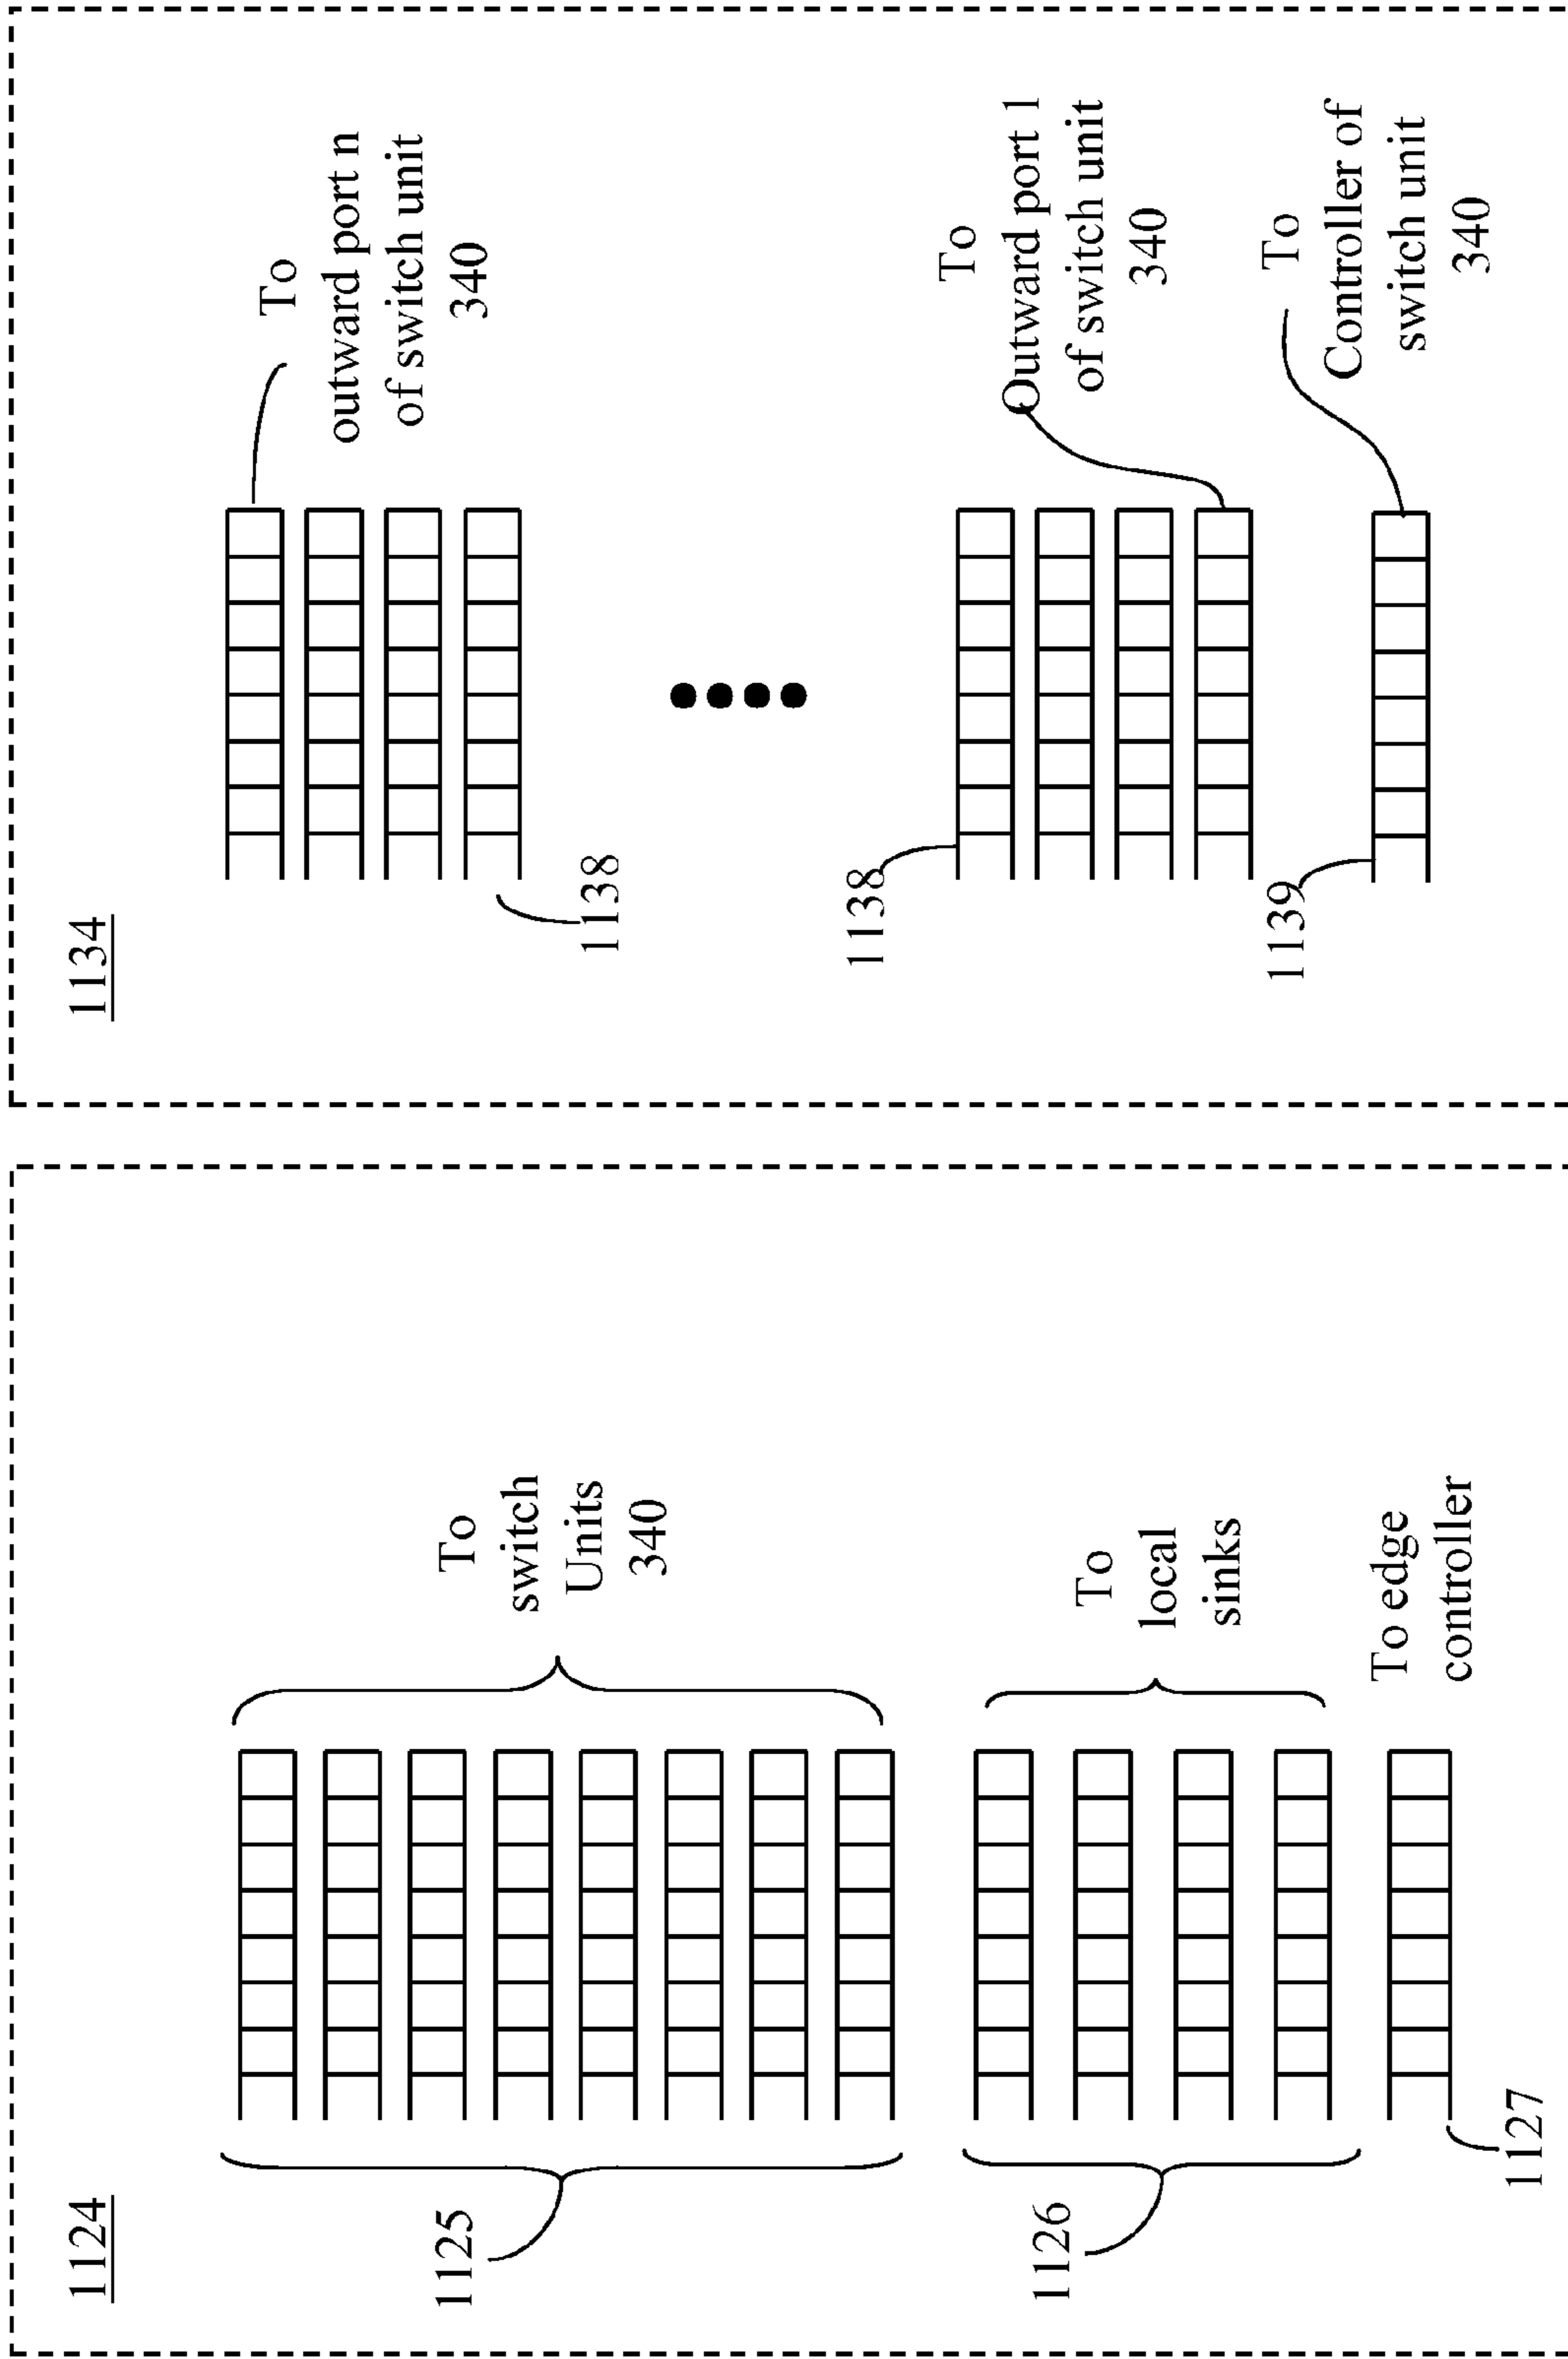 1124
1125
To
switch
Units
340
1126
To
local
sinks
1127
To edge
controller
1134
To
outward port n
of switch unit
340
1138
1138
To
Outward port 1
of switch unit
340
1139
To
Controller of
switch unit
340